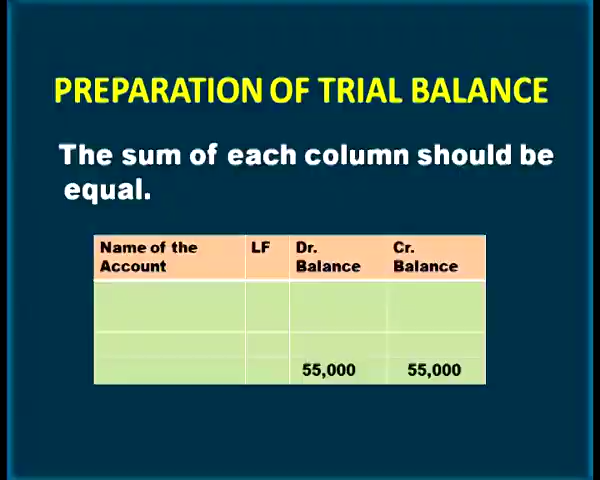 PREPARATION OF TRIAL BALANCE
The sum of each column should be
equal.
Name of the Account LF Dr. Balance Cr. Balance
55,000 55,000